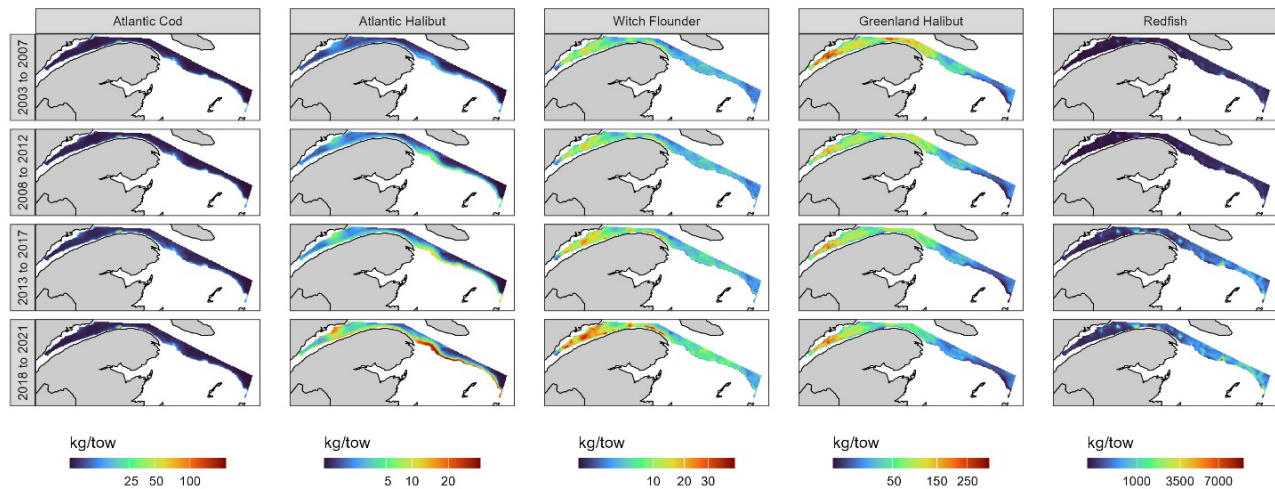 Atlantic Cod Atlantic Halibut Witch Flounder Greenland Halibut Redfish
2003 to 2007
2008 to 2012
2013 to 2017
2018 to 2021
kg/tow kg/tow kg/tow kg/tow kg/tow
25 50 100 5 10 20 10 20 30 50 150 250 1000 3500 7000